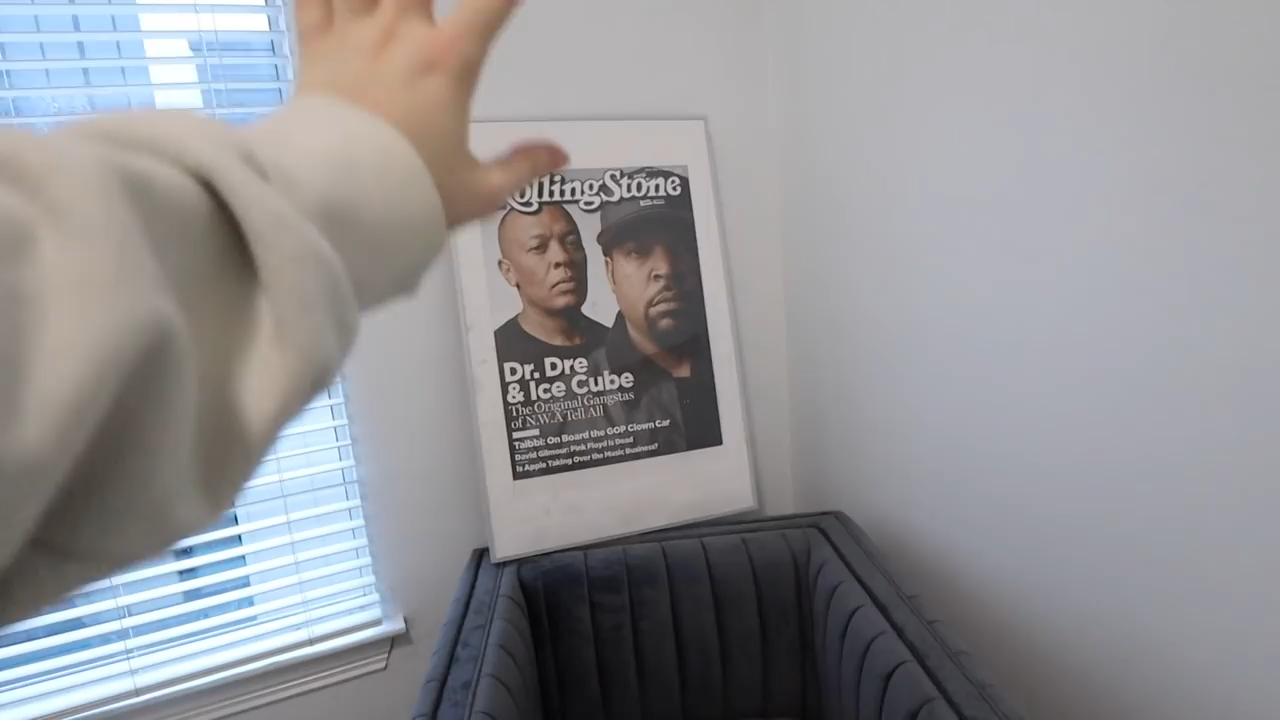 RollingStone
Dr. Dre
& Ice Cube
The Original Gangstas
of N.W.A Tell All
Taibbi: On Board the GOP Clown Car
David Gilmour: Pink Floyd Is Dead
Is Apple Taking Over the Music Business?